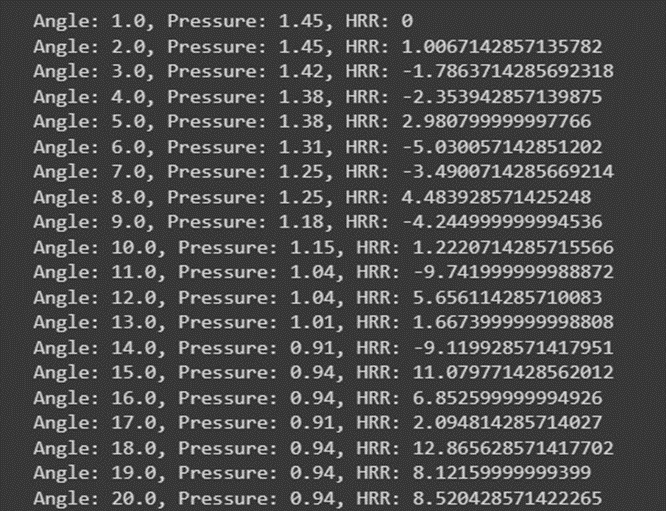 Angle: 1.0, Pressure: 1.45, HRR: 0
Angle: 2.0, Pressure: 1.45, HRR: 1.0067142857135782
Angle: 3.0, Pressure: 1.42, HRR: -1.7863714285692318
Angle: 4.0, Pressure: 1.38, HRR: -2.353942857139875
Angle: 5.0, Pressure: 1.38, HRR: 2.980799999997766
Angle: 6.0, Pressure: 1.31, HRR: -5.030057142851202
Angle: 7.0, Pressure: 1.25, HRR: -3.4900714285669214
Angle: 8.0, Pressure: 1.25, HRR: 4.483928571425248
Angle: 9.0, Pressure: 1.18, HRR: -4.244999999994536
Angle: 10.0, Pressure: 1.15, HRR: 1.2220714285715566
Angle: 11.0, Pressure: 1.04, HRR: -9.741999999988872
Angle: 12.0, Pressure: 1.04, HRR: 5.656114285710083
Angle: 13.0, Pressure: 1.01, HRR: 1.6673999999998808
Angle: 14.0, Pressure: 0.91, HRR: -9.119928571417951
Angle: 15.0, Pressure: 0.94, HRR: 11.079771428562012
Angle: 16.0, Pressure: 0.94, HRR: 6.852599999994926
Angle: 17.0, Pressure: 0.91, HRR: 2.094814285714027
Angle: 18.0, Pressure: 0.94, HRR: 12.865628571417702
Angle: 19.0, Pressure: 0.94, HRR: 8.12159999999399
Angle: 20.0, Pressure: 0.94, HRR: 8.520428571422265